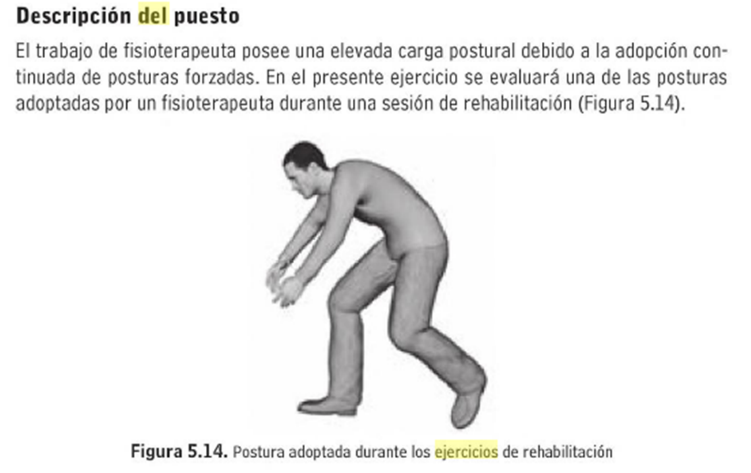 Descripción del puesto
El trabajo de fisioterapeuta posee una elevada carga postural debido a la adopción con-
tinuada de posturas forzadas. En el presente ejercicio se evaluará una de las posturas
adoptadas por un fisioterapeuta durante una sesión de rehabilitación (Figura 5.14).
Figura 5.14. Postura adoptada durante los ejercicios de rehabilitación